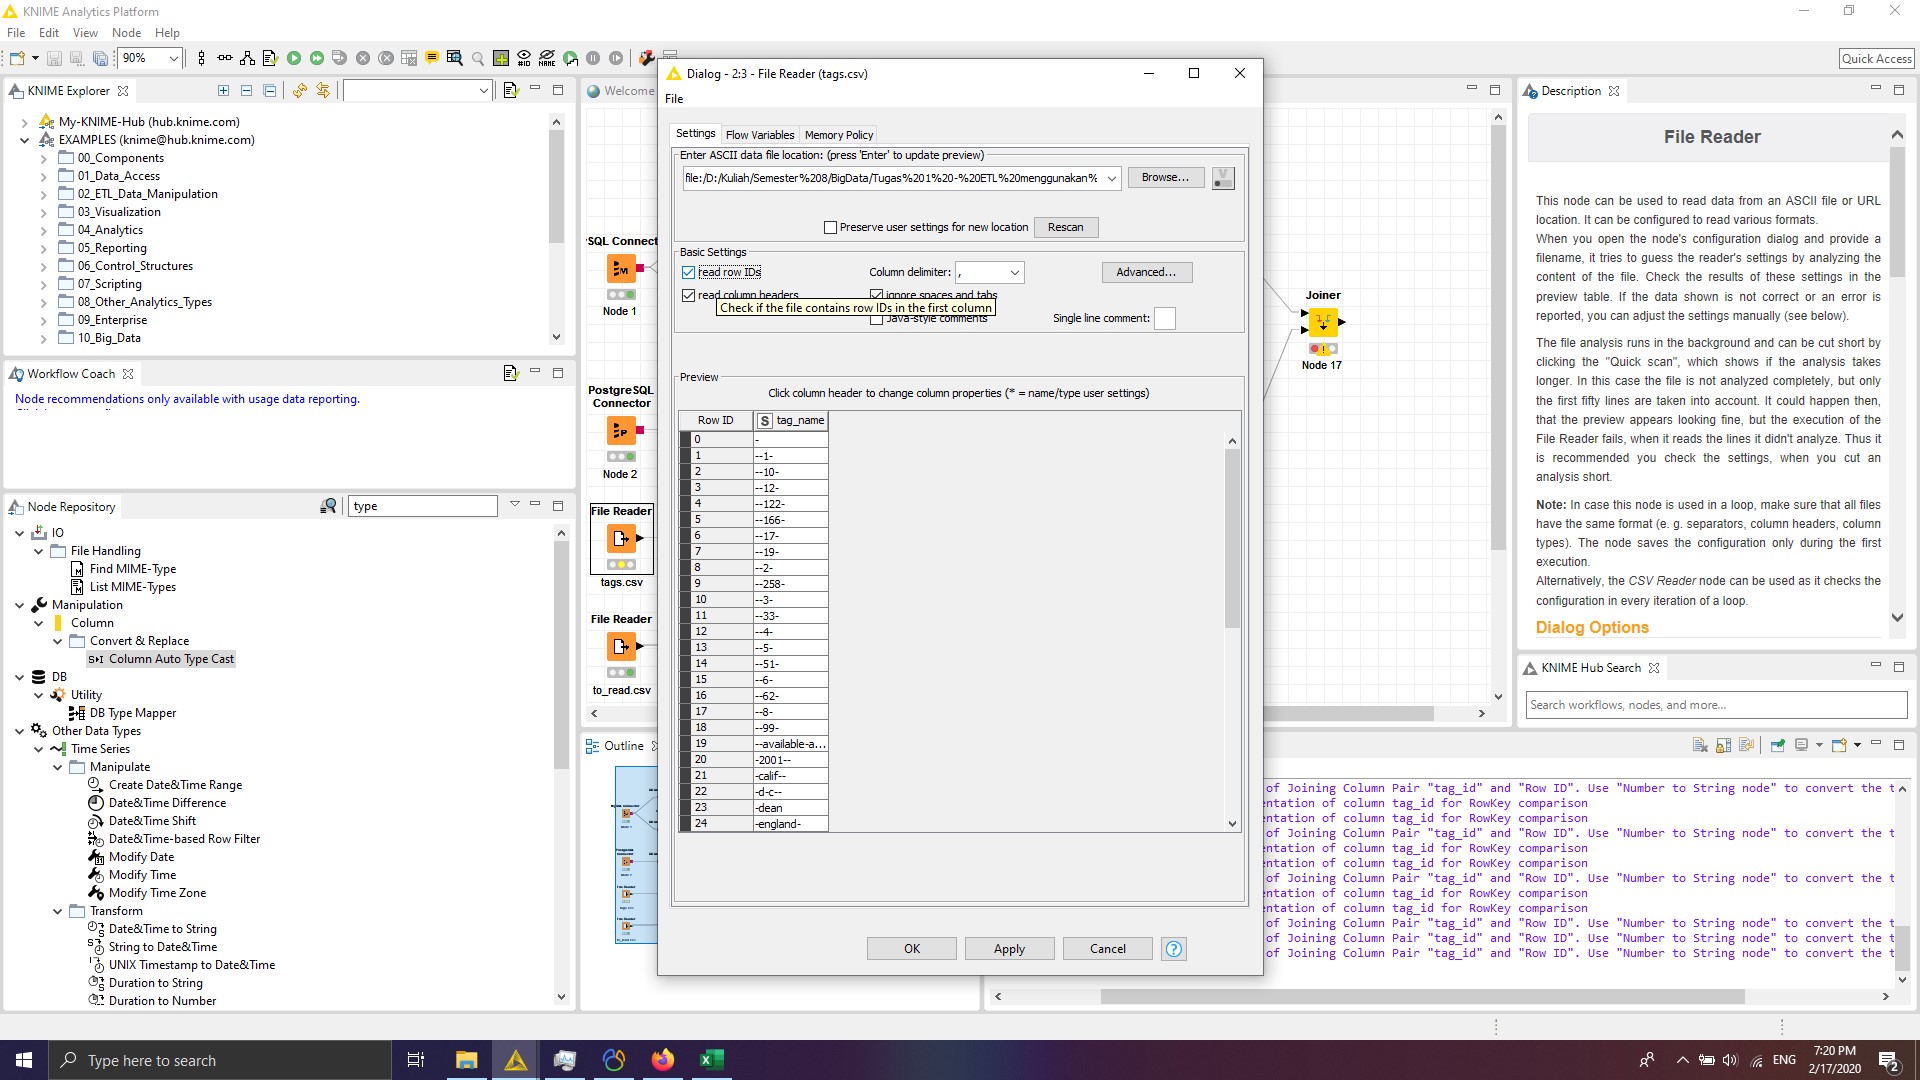 KNIME Analytics Platform
File Edit View Node Help
90%
Quick Access
KNIME Explorer
My-KNIME-Hub (hub.knime.com)
EXAMPLES (knime@hub.knime.com)
00_Components
01_Data_Access
02_ETL_Data_Manipulation
03_Visualization
04_Analytics
05_Reporting
06_Control_Structures
07_Scripting
08_Other_Analytics_Types
09_Enterprise
10_Big_Data
Workflow Coach
Node recommendations only available with usage data reporting.
Node Repository
type
IO
File Handling
Find MIME-Type
List MIME-Types
Manipulation
Column
Convert & Replace
Column Auto Type Cast
DB
Utility
DB Type Mapper
Other Data Types
Time Series
Manipulate
Create Date&Time Range
Date&Time Difference
Date&Time Shift
Date&Time-based Row Filter
Modify Date
Modify Time
Modify Time Zone
Transform
Date&Time to String
String to Date&Time
UNIX Timestamp to Date&Time
Duration to String
Duration to Number
Welcome
SQL Connect
Node 1
PostgreSQL
Connector
Node 2
File Reader
tags.csv
File Reader
to_read.csv
Outline
Dialog - 2:3 - File Reader (tags.csv)
File
Settings Flow Variables Memory Policy
Enter ASCII data file location: (press 'Enter' to update preview)
file:/D:/Kuliah/Semester%208/BigData/Tugas%201%20-%20ETL%20menggunakan%
Browse...
Preserve user settings for new location
Rescan
Basic Settings
read row IDs
Column delimiter: ,
Advanced...
read column headers
ignore spaces and tabs
Check if the file contains row IDs in the first column
Java-style comments
Single line comment:
Preview
Click column header to change column properties (* = name/type user settings)
Row ID S tag_name
0 -
1 --1-
2 --10-
3 --12-
4 --122-
5 --166-
6 --17-
7 --19-
8 --2-
9 --258-
10 --3-
11 --33-
12 --4-
13 --5-
14 --51-
15 --6-
16 --62-
17 --8-
18 --99-
19 --available-a...
20 -2001--
21 -calif--
22 -d-c--
23 -dean
24 -england-
OK Apply Cancel
Joiner
Node 17
of Joining Column Pair "tag_id" and "Row ID". Use "Number to String node" to convert the t
entation of column tag_id for RowKey comparison
entation of column tag_id for RowKey comparison
of Joining Column Pair "tag_id" and "Row ID". Use "Number to String node" to convert the t
entation of column tag_id for RowKey comparison
entation of column tag_id for RowKey comparison
of Joining Column Pair "tag_id" and "Row ID". Use "Number to String node" to convert the t
entation of column tag_id for RowKey comparison
entation of column tag_id for RowKey comparison
of Joining Column Pair "tag_id" and "Row ID". Use "Number to String node" to convert the t
of Joining Column Pair "tag_id" and "Row ID". Use "Number to String node" to convert the t
of Joining Column Pair "tag_id" and "Row ID". Use "Number to String node" to convert the t
Description
File Reader
This node can be used to read data from an ASCII file or URL
location. It can be configured to read various formats.
When you open the node's configuration dialog and provide a
filename, it tries to guess the reader's settings by analyzing the
content of the file. Check the results of these settings in the
preview table. If the data shown is not correct or an error is
reported, you can adjust the settings manually (see below).
The file analysis runs in the background and can be cut short by
clicking the "Quick scan", which shows if the analysis takes
longer. In this case the file is not analyzed completely, but only
the first fifty lines are taken into account. It could happen then,
that the preview appears looking fine, but the execution of the
File Reader fails, when it reads the lines it didn't analyze. Thus it
is recommended you check the settings, when you cut an
analysis short.
Note: In case this node is used in a loop, make sure that all files
have the same format (e. g. separators, column headers, column
types). The node saves the configuration only during the first
execution.
Alternatively, the CSV Reader node can be used as it checks the
configuration in every iteration of a loop.
Dialog Options
KNIME Hub Search
Search workflows, nodes, and more...
Type here to search
ENG
7:20 PM
2/17/2020
2